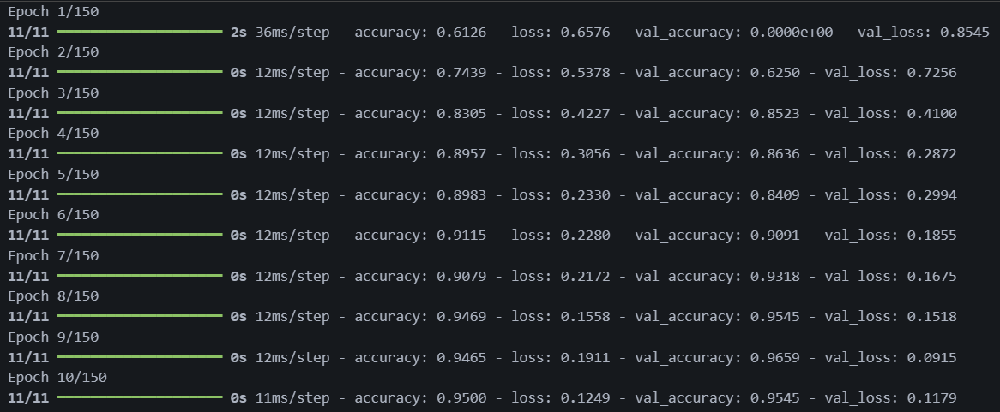 Epoch 1/150
11/11 ━━━━━━━━━━━━━━━━━━━━ 2s 36ms/step - accuracy: 0.6126 - loss: 0.6576 - val_accuracy: 0.0000e+00 - val_loss: 0.8545
Epoch 2/150
11/11 ━━━━━━━━━━━━━━━━━━━━ 0s 12ms/step - accuracy: 0.7439 - loss: 0.5378 - val_accuracy: 0.6250 - val_loss: 0.7256
Epoch 3/150
11/11 ━━━━━━━━━━━━━━━━━━━━ 0s 12ms/step - accuracy: 0.8305 - loss: 0.4227 - val_accuracy: 0.8523 - val_loss: 0.4100
Epoch 4/150
11/11 ━━━━━━━━━━━━━━━━━━━━ 0s 12ms/step - accuracy: 0.8957 - loss: 0.3056 - val_accuracy: 0.8636 - val_loss: 0.2872
Epoch 5/150
11/11 ━━━━━━━━━━━━━━━━━━━━ 0s 12ms/step - accuracy: 0.8983 - loss: 0.2330 - val_accuracy: 0.8409 - val_loss: 0.2994
Epoch 6/150
11/11 ━━━━━━━━━━━━━━━━━━━━ 0s 12ms/step - accuracy: 0.9115 - loss: 0.2280 - val_accuracy: 0.9091 - val_loss: 0.1855
Epoch 7/150
11/11 ━━━━━━━━━━━━━━━━━━━━ 0s 12ms/step - accuracy: 0.9079 - loss: 0.2172 - val_accuracy: 0.9318 - val_loss: 0.1675
Epoch 8/150
11/11 ━━━━━━━━━━━━━━━━━━━━ 0s 12ms/step - accuracy: 0.9469 - loss: 0.1558 - val_accuracy: 0.9545 - val_loss: 0.1518
Epoch 9/150
11/11 ━━━━━━━━━━━━━━━━━━━━ 0s 12ms/step - accuracy: 0.9465 - loss: 0.1911 - val_accuracy: 0.9659 - val_loss: 0.0915
Epoch 10/150
11/11 ━━━━━━━━━━━━━━━━━━━━ 0s 11ms/step - accuracy: 0.9500 - loss: 0.1249 - val_accuracy: 0.9545 - val_loss: 0.1179